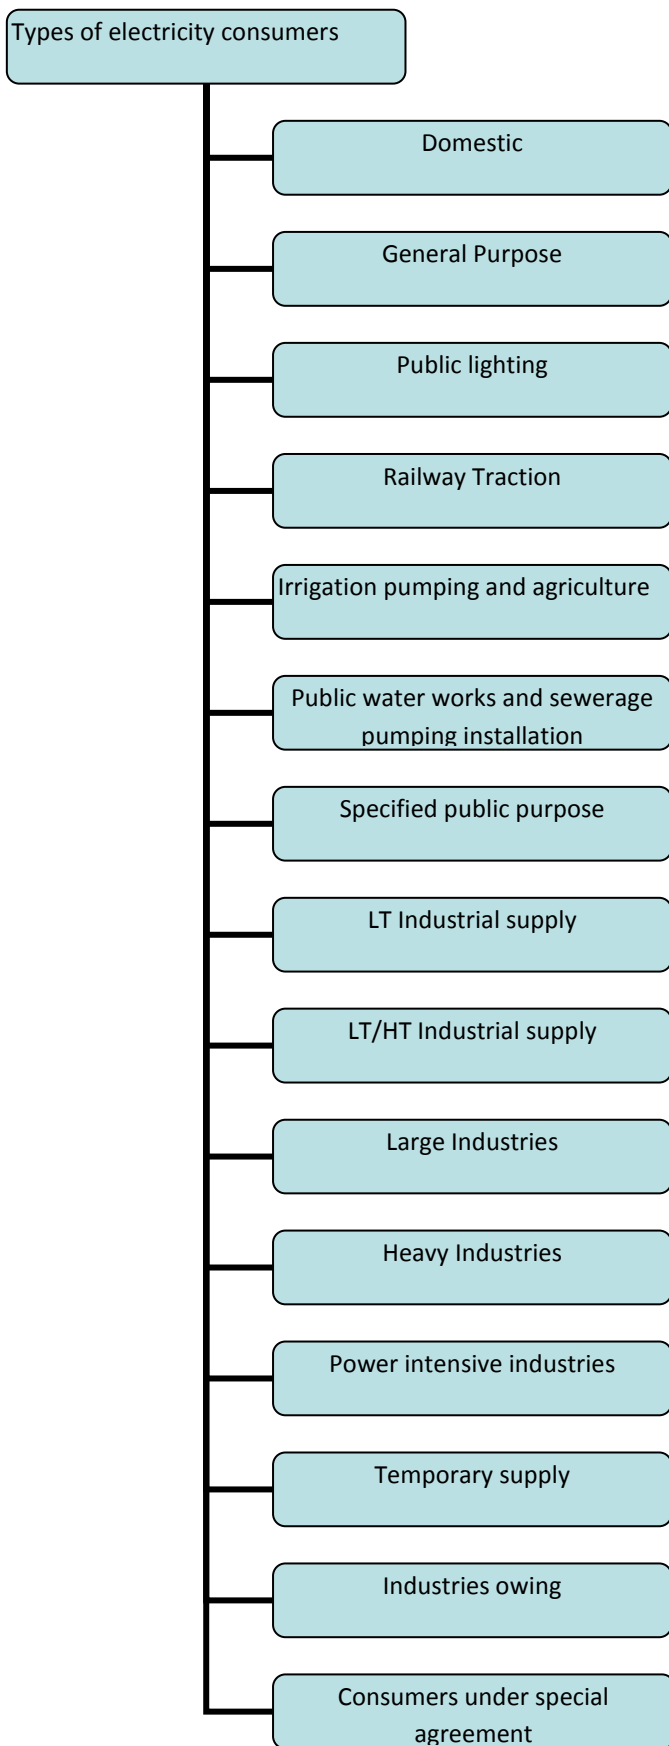 Types of electricity consumers
Domestic
General Purpose
Public lighting
Railway Traction
Irrigation pumping and agriculture
Public water works and sewerage
pumping installation
Specified public purpose
LT Industrial supply
LT/HT Industrial supply
Large Industries
Heavy Industries
Power intensive industries
Temporary supply
Industries owing
Consumers under special
agreement